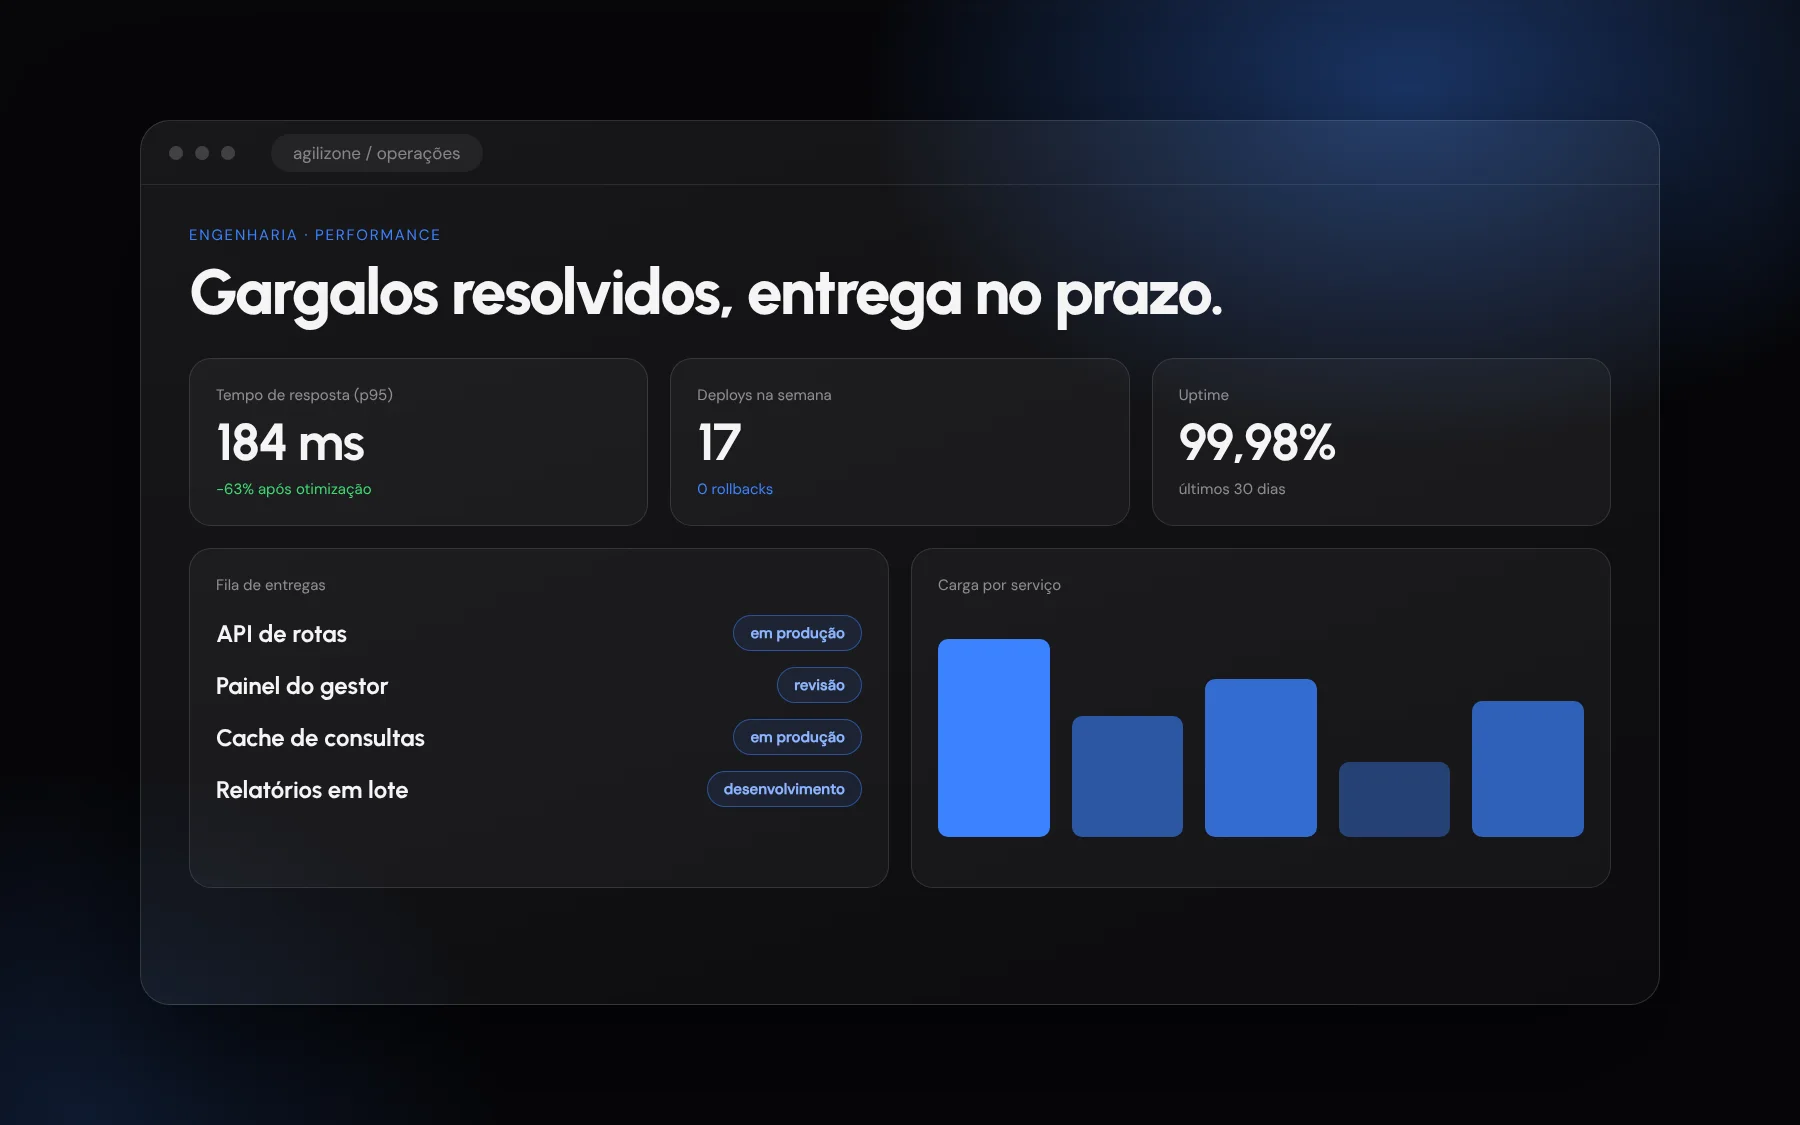 agilizone / operações
ENGENHARIA · PERFORMANCE
Gargalos resolvidos, entrega no prazo.
Tempo de resposta (p95)
184 ms
-63% após otimização
Deploys na semana
17
0 rollbacks
Uptime
99,98%
últimos 30 dias
Fila de entregas
API de rotas
em produção
Painel do gestor
revisão
Cache de consultas
em produção
Relatórios em lote
desenvolvimento
Carga por serviço